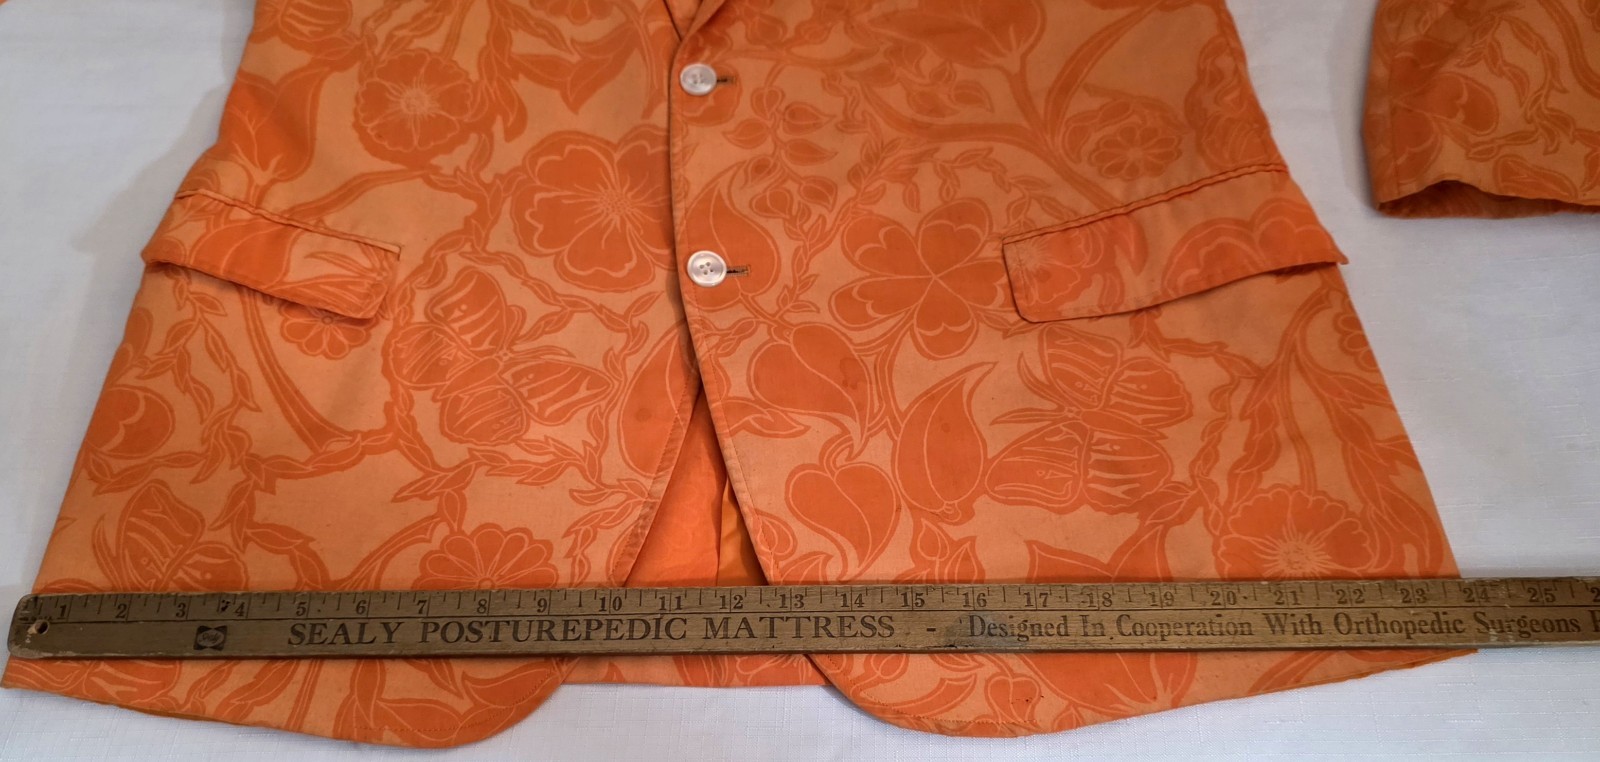 1 2 3 4 5 6 7 8 9 10 11 12 13 14 15 16 17 18 19 20 21 22 23 24 25
SEALY POSTUREPEDIC MATTRESS - Designed In Cooperation With Orthopedic Surgeons